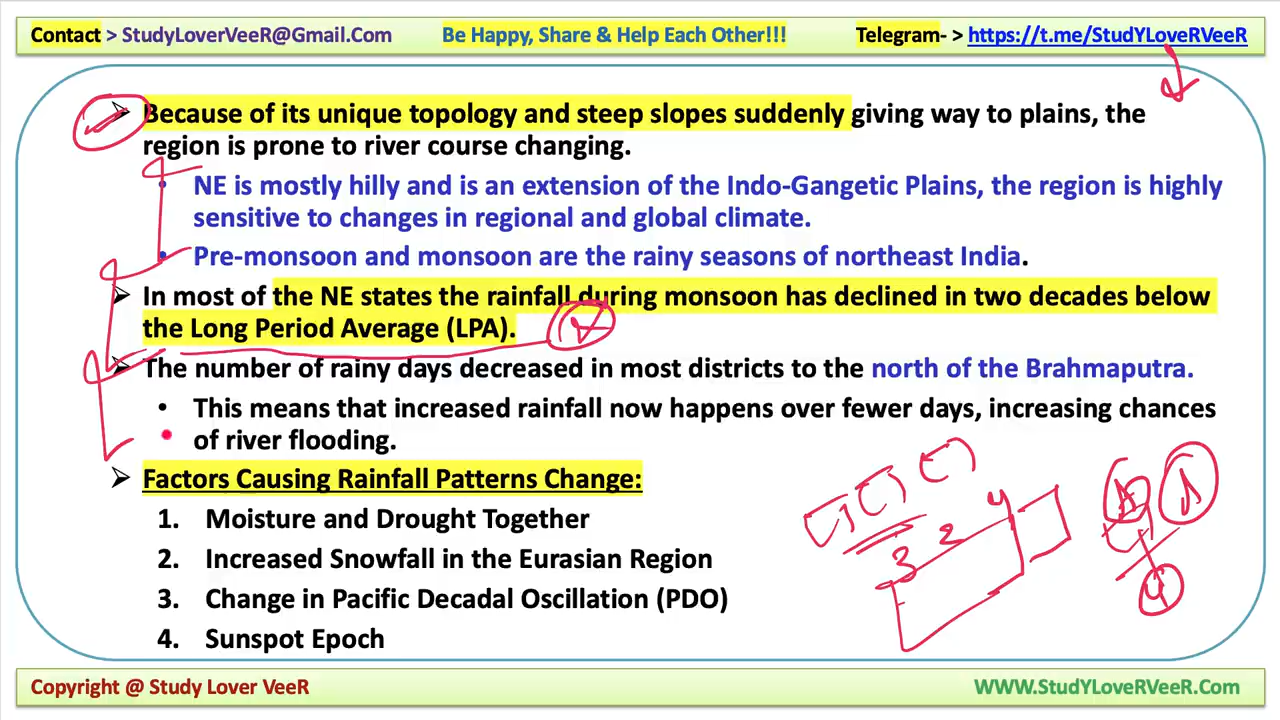 Contact > StudyLoverVeeR@Gmail.Com Be Happy, Share & Help Each Other!!! Telegram- > https://t.me/StudYLoveRVeeR
➢ Because of its unique topology and steep slopes suddenly giving way to plains, the
region is prone to river course changing.
• NE is mostly hilly and is an extension of the Indo-Gangetic Plains, the region is highly
sensitive to changes in regional and global climate.
• Pre-monsoon and monsoon are the rainy seasons of northeast India.
➢ In most of the NE states the rainfall during monsoon has declined in two decades below
the Long Period Average (LPA).
➢ The number of rainy days decreased in most districts to the north of the Brahmaputra.
• This means that increased rainfall now happens over fewer days, increasing chances
of river flooding.
➢ Factors Causing Rainfall Patterns Change:
1. Moisture and Drought Together
2. Increased Snowfall in the Eurasian Region
3. Change in Pacific Decadal Oscillation (PDO)
4. Sunspot Epoch
3 2 4
4
Copyright @ Study Lover VeeR WWW.StudYLoveRVeeR.Com